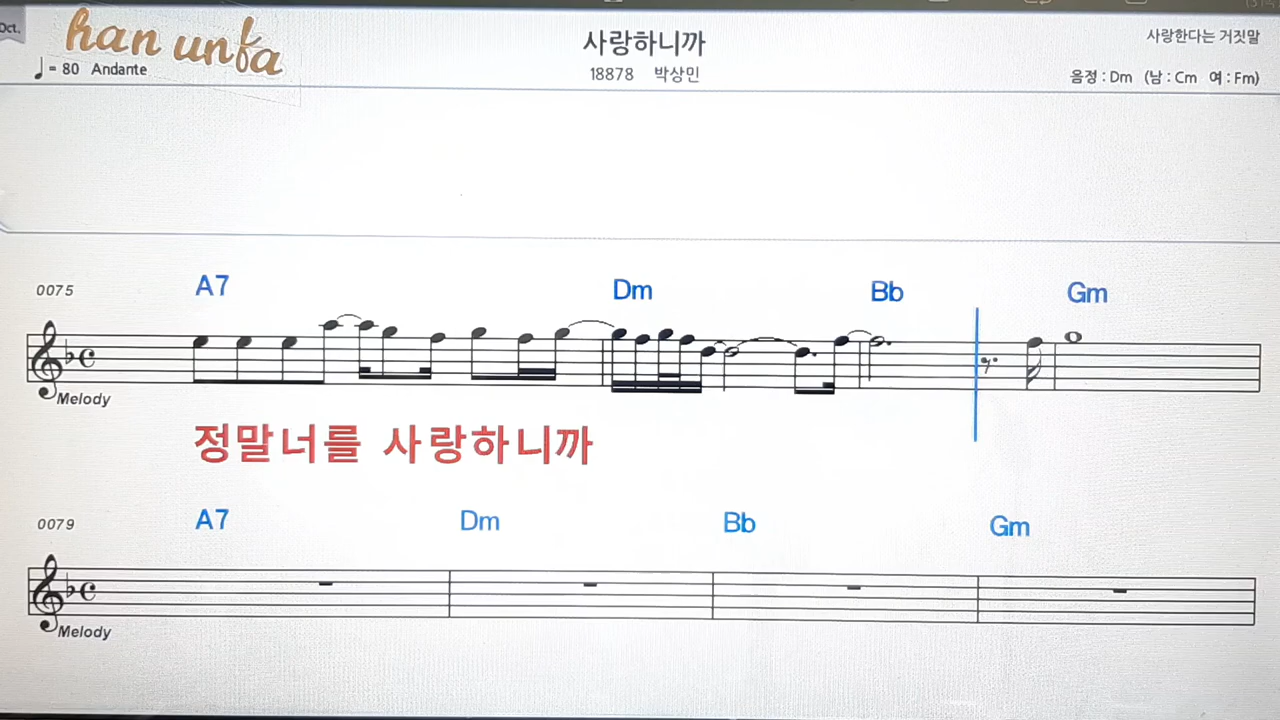 Oct.
han unfa
♩ = 80 Andante
사랑하니까
18878 박상민
사랑한다는 거짓말
음정 : Dm (남 : Cm 여 : Fm)
0075
A7 Dm Bb Gm
Melody
정말너를 사랑하니까
0079
A7 Dm Bb Gm
Melody